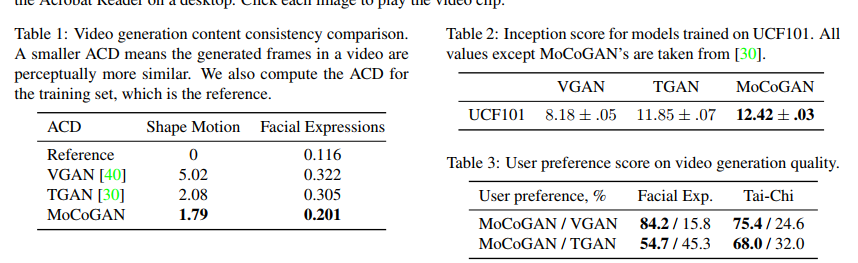 the Acrobat Reader on a desktop. Click each image to play the video clip.
Table 1: Video generation content consistency comparison.
A smaller ACD means the generated frames in a video are
perceptually more similar. We also compute the ACD for
the training set, which is the reference.
ACD Shape Motion Facial Expressions
Reference 0 0.116
VGAN [40] 5.02 0.322
TGAN [30] 2.08 0.305
MoCoGAN 1.79 0.201
Table 2: Inception score for models trained on UCF101. All
values except MoCoGAN's are taken from [30].
VGAN TGAN MoCoGAN
UCF101 8.18 ± .05 11.85 ± .07 12.42 ± .03
Table 3: User preference score on video generation quality.
User preference, % Facial Exp. Tai-Chi
MoCoGAN / VGAN 84.2 / 15.8 75.4 / 24.6
MoCoGAN / TGAN 54.7 / 45.3 68.0 / 32.0